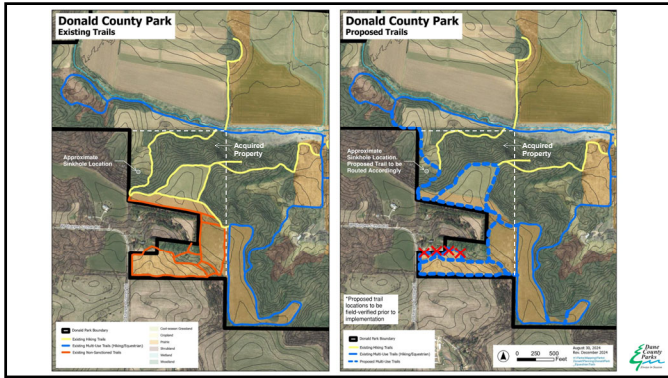 Donald County Park
Existing Trails
Acquired
Property
Approximate
Sinkhole Location
Donald Park Boundary
Existing Hiking Trails
Existing Multi-Use Trails (Hiking/Equestrian)
Existing Non-Sanctioned Trails
Cool-season Grassland
Cropland
Prairie
Shrubland
Wetland
Woodland
Donald County Park
Proposed Trails
Acquired
Property
Approximate
Sinkhole Location
Proposed Trail to be
Routed Accordingly
*Proposed trail
locations to be
field-verified prior to
implementation
Donald Park Boundary
Existing Hiking Trails
Existing Multi-Use Trails (Hiking/Equestrian)
Proposed Multi-Use Trails
0 250 500
Feet
August 30, 2024
Rev. December 2024
Dane
County
Parks